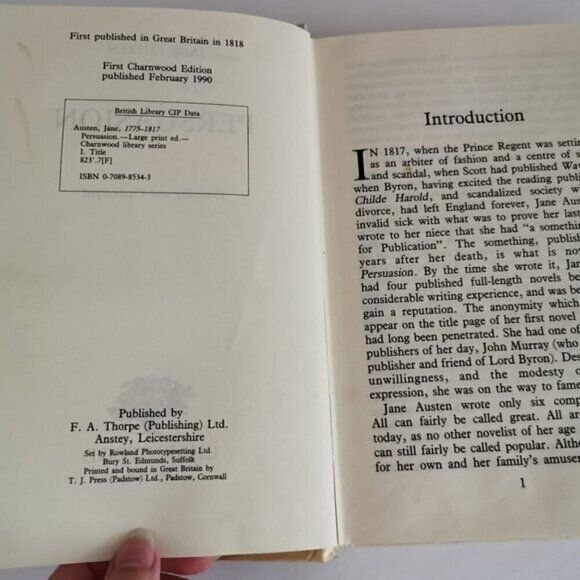 First published in Great Britain in 1818
First Charnwood Edition
published February 1990
British Library CIP Data
Austen, Jane, 1775-1817
Persuasion.—Large print ed.—
Charnwood library series
I. Title
823'.7[F]
ISBN 0-7089-8534-3
Published by
F. A. Thorpe (Publishing) Ltd.
Anstey, Leicestershire
Set by Rowland Phototypesetting Ltd.
Bury St. Edmunds, Suffolk
Printed and bound in Great Britain by
T. J. Press (Padstow) Ltd., Padstow, Cornwall
Introduction
IN 1817, when the Prince Regent was setting
as an arbiter of fashion and a centre of s
and scandal, when Scott had published Wav
when Byron, having excited the reading publi
Childe Harold, and scandalized society w
divorce, had left England forever, Jane Aus
invalid sick with what was to prove her last
wrote to her niece that she had "a something
for Publication". The something, publish
years after her death, is what is no
Persuasion. By the time she wrote it, Jan
had four published full-length novels be
considerable writing experience, and was be
gain a reputation. The anonymity which
appear on the title page of her first novel
had long been penetrated. She had one of
publishers of her day, John Murray (who
publisher and friend of Lord Byron). Des
unwillingness, and the modesty o
expression, she was on the way to fame
Jane Austen wrote only six comp
All can fairly be called great. All ar
today, as no other novelist of her age
can still fairly be called popular. Althou
for her own and her family's amuse
1